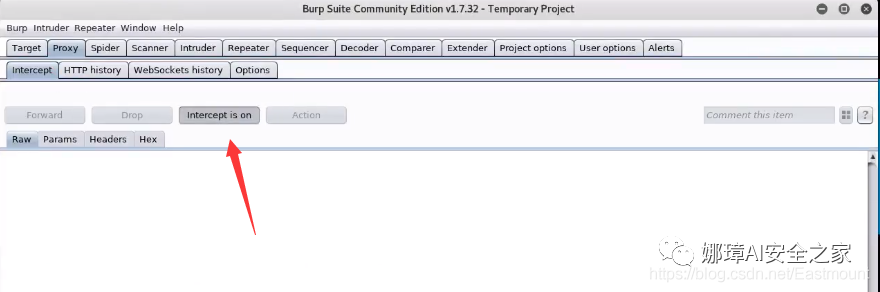 Burp Suite Community Edition v1.7.32 - Temporary Project
Burp Intruder Repeater Window Help
Target Proxy Spider Scanner Intruder Repeater Sequencer Decoder Comparer Extender Project options User options Alerts
Intercept HTTP history WebSockets history Options
Forward Drop Intercept is on Action Comment this item ?
Raw Params Headers Hex
娜璋AI安全之家
https://blog.csdn.net/Eastmount